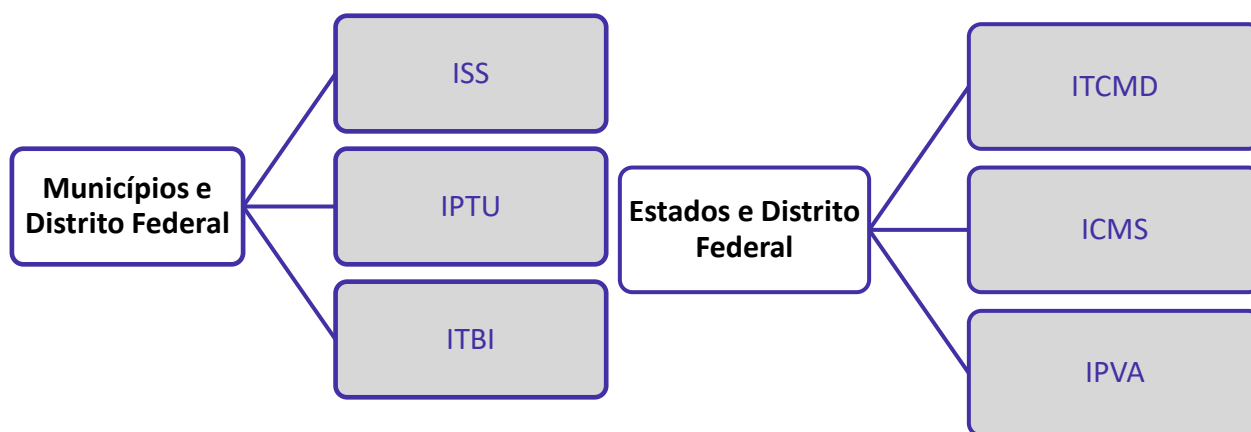 Municípios e
Distrito Federal
ISS
IPTU
ITBI
Estados e Distrito
Federal
ITCMD
ICMS
IPVA